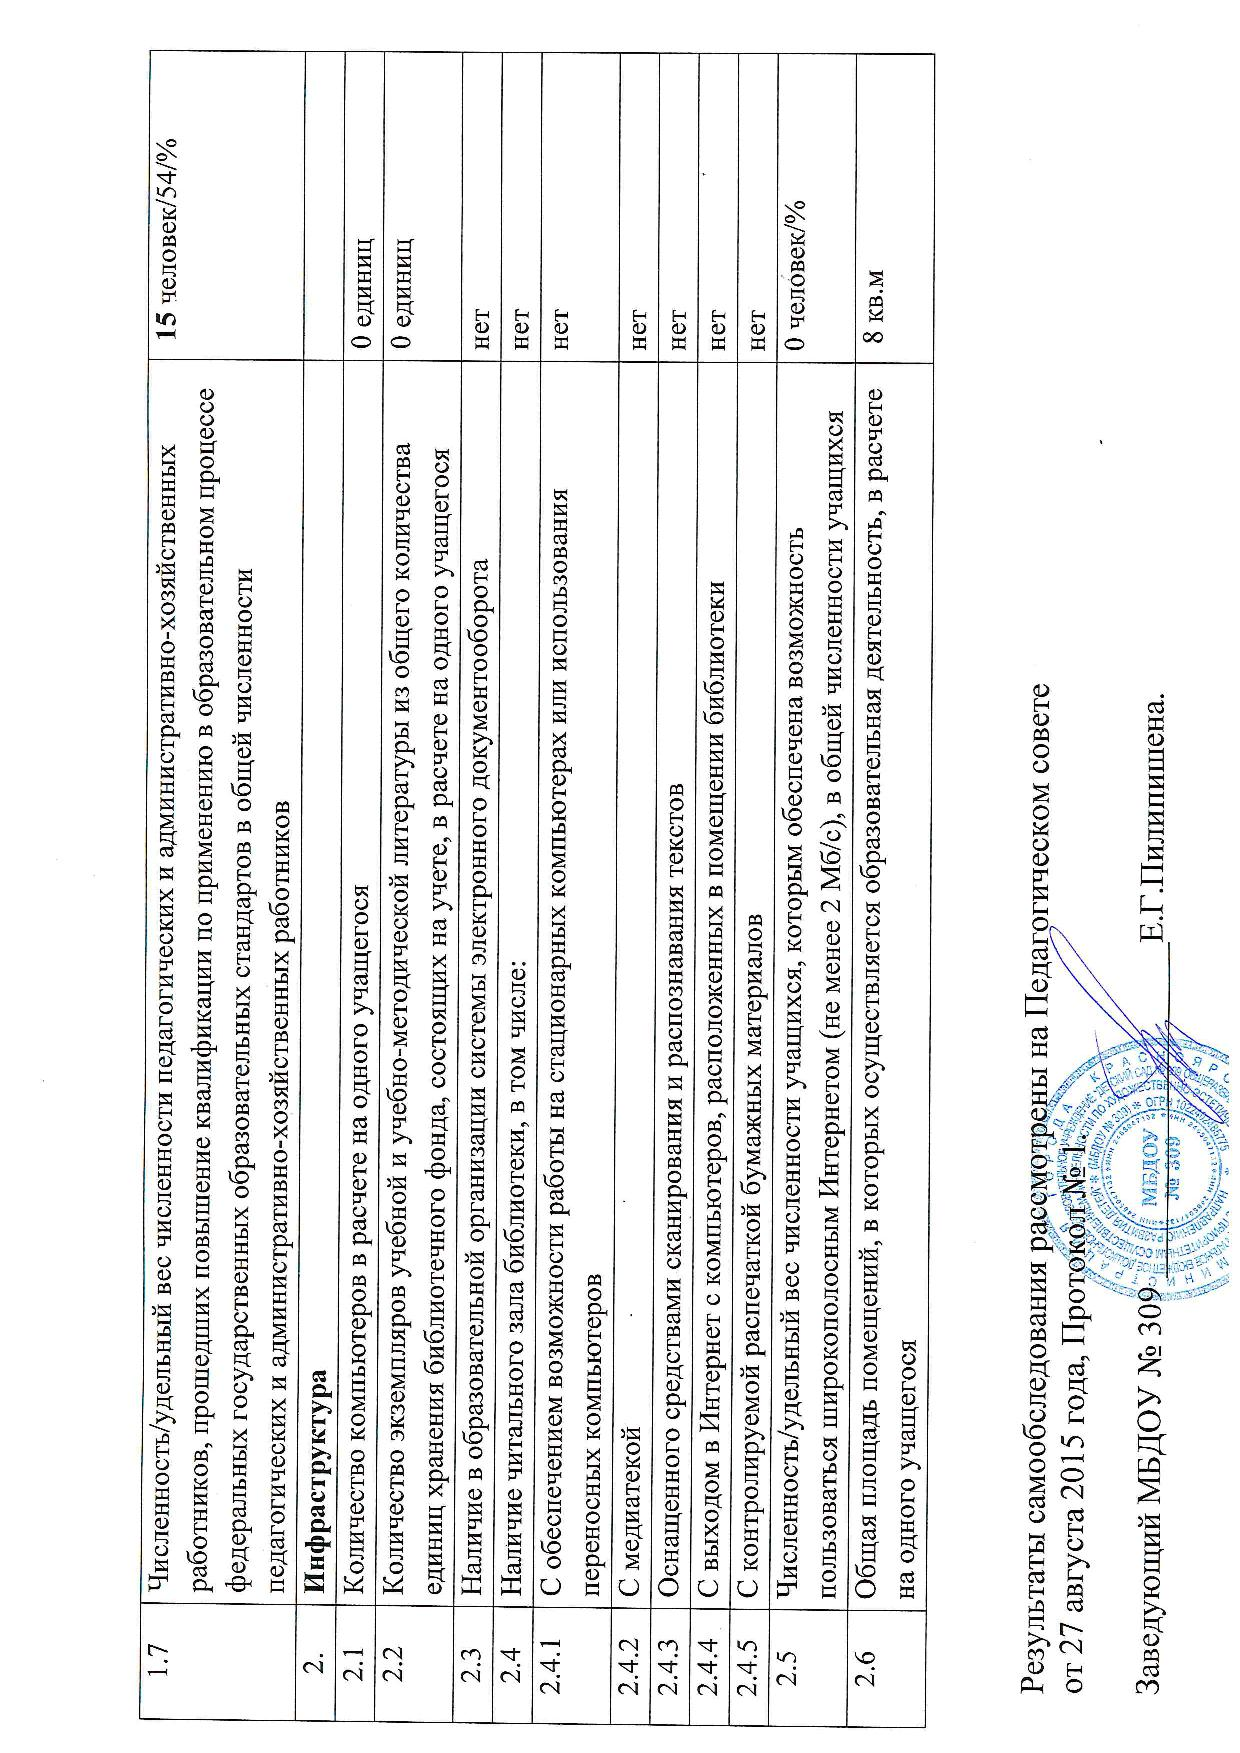 1.7 Численность/удельный вес численности педагогических и административно-хозяйственных 15 человек/54/%
работников, прошедших повышение квалификации по применению в образовательном процессе
федеральных государственных образовательных стандартов в общей численности
педагогических и административно-хозяйственных работников
2. Инфраструктура
2.1 Количество компьютеров в расчете на одного учащегося 0 единиц
2.2 Количество экземпляров учебной и учебно-методической литературы из общего количества 0 единиц
единиц хранения библиотечного фонда, состоящих на учете, в расчете на одного учащегося
2.3 Наличие в образовательной организации системы электронного документооборота нет
2.4 Наличие читального зала библиотеки, в том числе: нет
2.4.1 С обеспечением возможности работы на стационарных компьютерах или использования нет
переносных компьютеров
2.4.2 С медиатекой нет
2.4.3 Оснащенного средствами сканирования и распознавания текстов нет
2.4.4 С выходом в Интернет с компьютеров, расположенных в помещении библиотеки нет
2.4.5 С контролируемой распечаткой бумажных материалов нет
2.5 Численность/удельный вес численности учащихся, которым обеспечена возможность 0 человек/%
пользоваться широкополосным Интернетом (не менее 2 Мб/с), в общей численности учащихся
2.6 Общая площадь помещений, в которых осуществляется образовательная деятельность, в расчете 8 кв.м
на одного учащегося
Результаты самообследования рассмотрены на Педагогическом совете
от 27 августа 2015 года, Протокол № 1.
Заведующий МБДОУ № 309 Е.Г.Пилипишена.
МБДОУ
№ 309